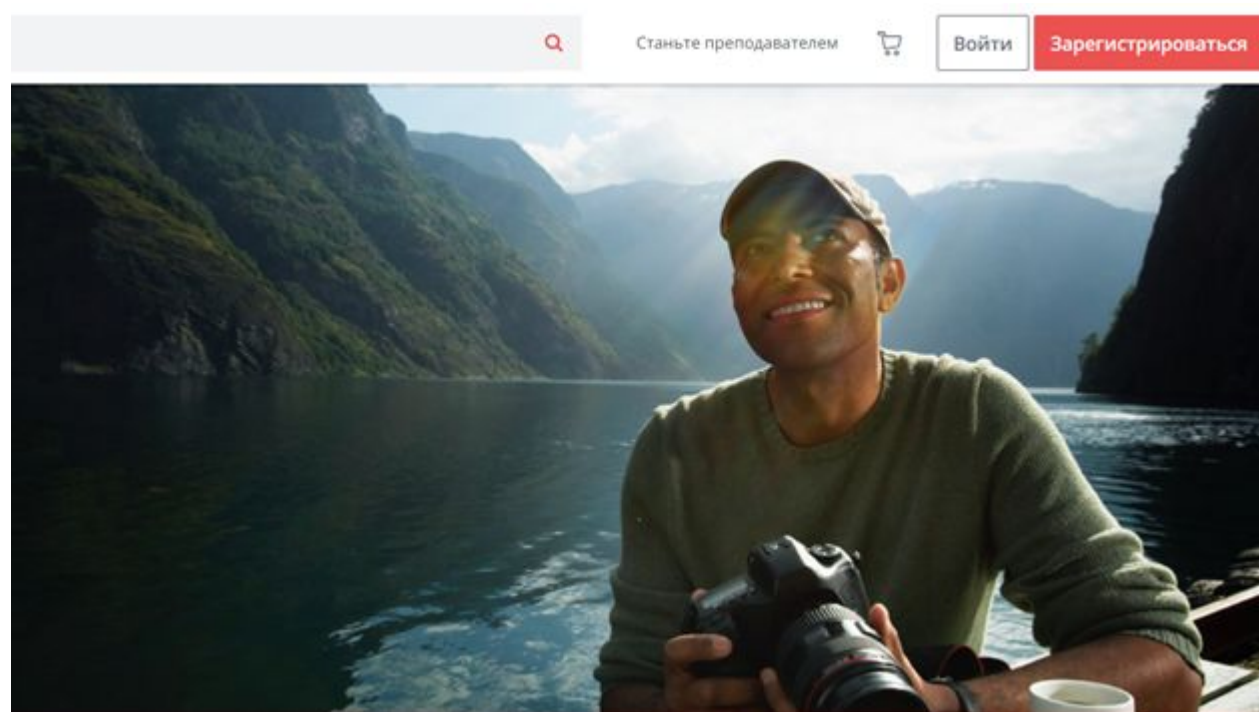 Станьте преподавателем
Войти
Зарегистрироваться